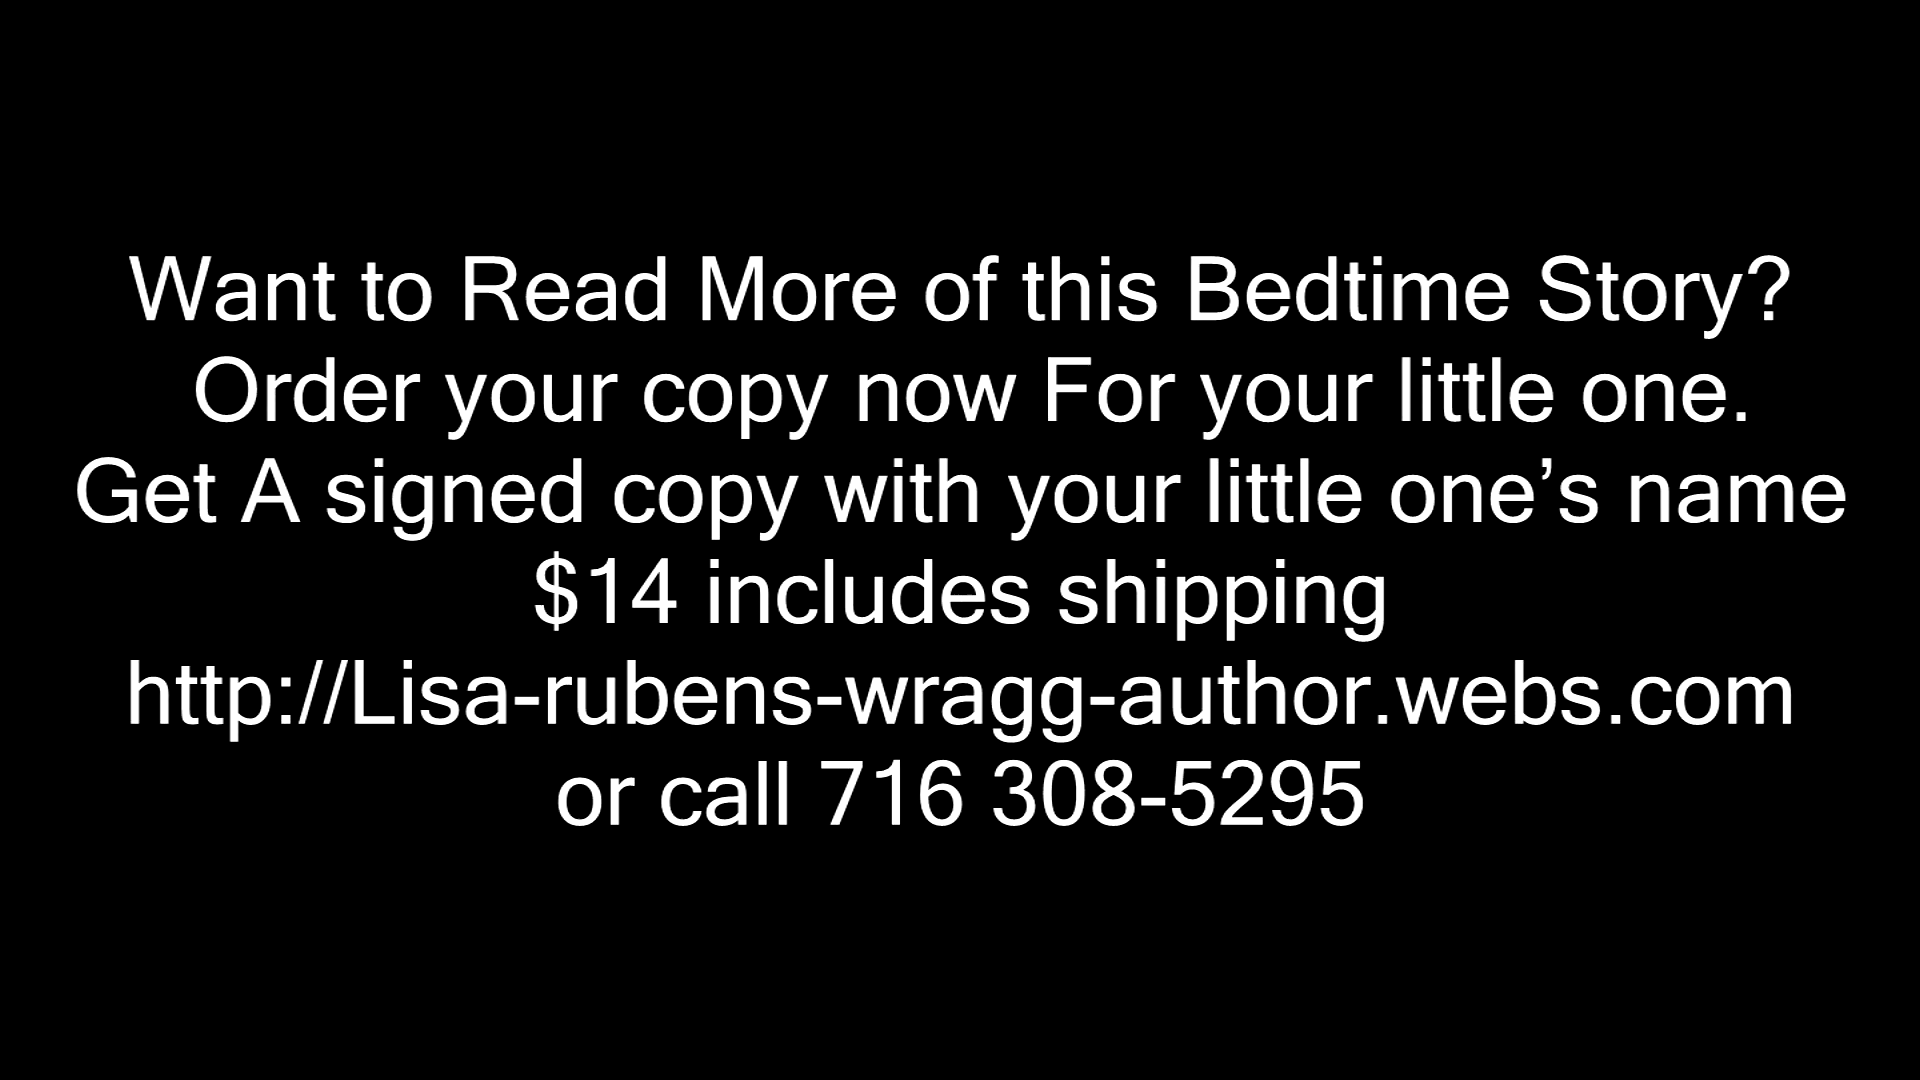 Want to Read More of this Bedtime Story?
Order your copy now For your little one.
Get A signed copy with your little one’s name
$14 includes shipping
http://Lisa-rubens-wragg-author.webs.com
or call 716 308-5295